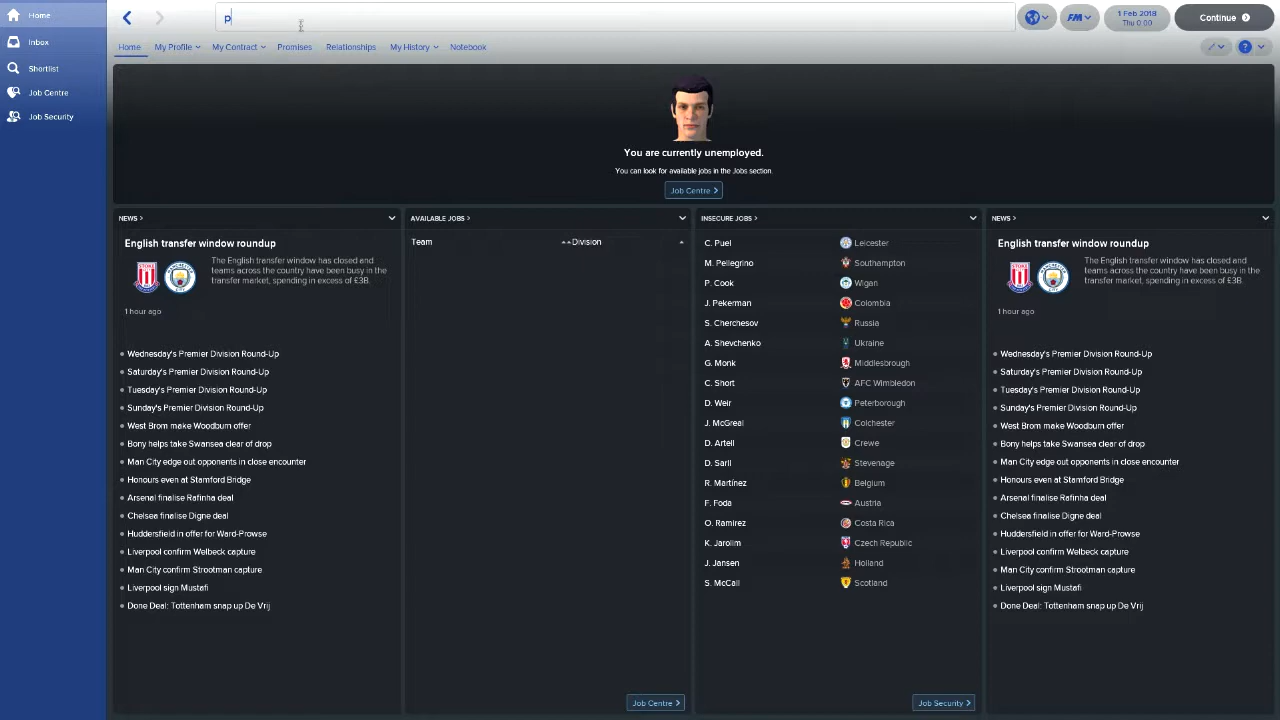 Home
Inbox
Shortlist
Job Centre
Job Security
p
FM
1 Feb 2018
Thu 0:00
Continue
Home
My Profile
My Contract
Promises
Relationships
My History
Notebook
?
You are currently unemployed.
You can look for available jobs in the Jobs section.
Job Centre >
NEWS >
English transfer window roundup
The English transfer window has closed and
teams across the country have been busy in the
transfer market, spending in excess of £3B.
1 hour ago
Wednesday's Premier Division Round-Up
Saturday's Premier Division Round-Up
Tuesday's Premier Division Round-Up
Sunday's Premier Division Round-Up
West Brom make Woodburn offer
Bony helps take Swansea clear of drop
Man City edge out opponents in close encounter
Honours even at Stamford Bridge
Arsenal finalise Rafinha deal
Chelsea finalise Digne deal
Huddersfield in offer for Ward-Prowse
Liverpool confirm Welbeck capture
Man City confirm Strootman capture
Liverpool sign Mustafi
Done Deal: Tottenham snap up De Vrij
AVAILABLE JOBS >
Team Division
Job Centre >
INSECURE JOBS >
C. Puel Leicester
M. Pellegrino Southampton
P. Cook Wigan
J. Pekerman Colombia
S. Cherchesov Russia
A. Shevchenko Ukraine
G. Monk Middlesbrough
C. Short AFC Wimbledon
D. Weir Peterborough
J. McGreal Colchester
D. Artell Crewe
D. Sarll Stevenage
R. Martínez Belgium
F. Foda Austria
O. Ramirez Costa Rica
K. Jarolím Czech Republic
J. Jansen Holland
S. McCall Scotland
Job Security >
NEWS >
English transfer window roundup
The English transfer window has closed and
teams across the country have been busy in the
transfer market, spending in excess of £3B.
1 hour ago
Wednesday's Premier Division Round-Up
Saturday's Premier Division Round-Up
Tuesday's Premier Division Round-Up
Sunday's Premier Division Round-Up
West Brom make Woodburn offer
Bony helps take Swansea clear of drop
Man City edge out opponents in close encounter
Honours even at Stamford Bridge
Arsenal finalise Rafinha deal
Chelsea finalise Digne deal
Huddersfield in offer for Ward-Prowse
Liverpool confirm Welbeck capture
Man City confirm Strootman capture
Liverpool sign Mustafi
Done Deal: Tottenham snap up De Vrij